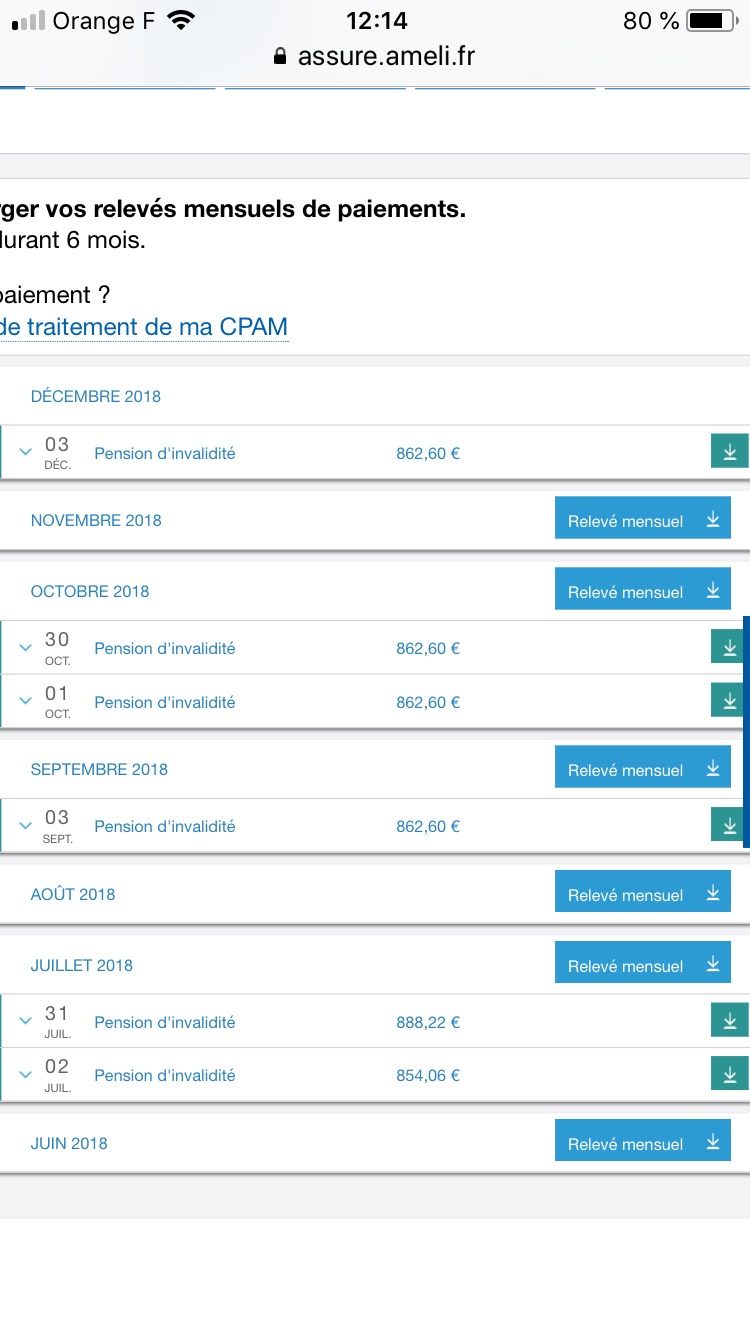 Orange F 12:14 80 %
assure.ameli.fr
rger vos relevés mensuels de paiements.
durant 6 mois.
paiement ?
de traitement de ma CPAM
DÉCEMBRE 2018
03 DÉC. Pension d'invalidité 862,60 €
NOVEMBRE 2018 Relevé mensuel
OCTOBRE 2018 Relevé mensuel
30 OCT. Pension d'invalidité 862,60 €
01 OCT. Pension d'invalidité 862,60 €
SEPTEMBRE 2018 Relevé mensuel
03 SEPT. Pension d'invalidité 862,60 €
AOÛT 2018 Relevé mensuel
JUILLET 2018 Relevé mensuel
31 JUIL. Pension d'invalidité 888,22 €
02 JUIL. Pension d'invalidité 854,06 €
JUIN 2018 Relevé mensuel